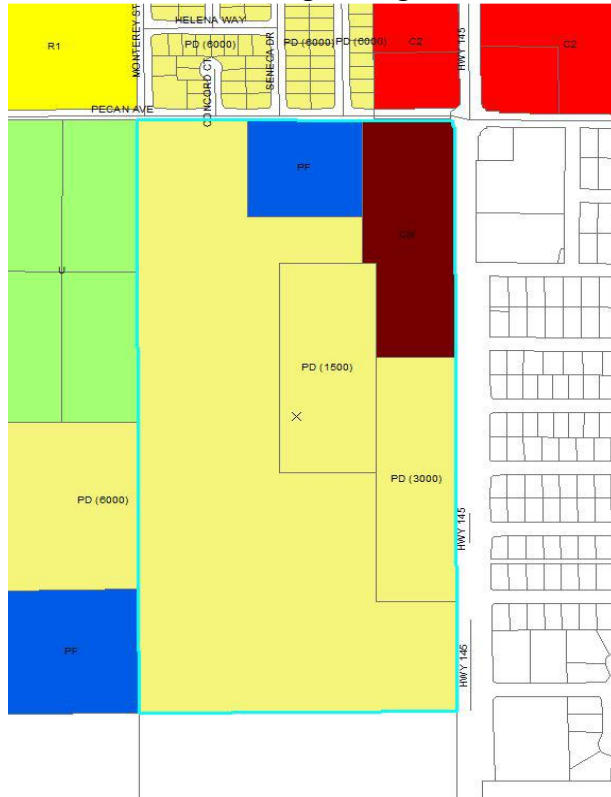 HELENA WAY
MONTEREY ST
SENECA DR
HWY 145
R1
PD (6000)
PD (6000)
PD (6000)
C2
C2
CONCORD CT
PECAN AVE
PF
U
PD (1500)
PD (6000)
PD (3000)
HWY 145
PF
HWY 145